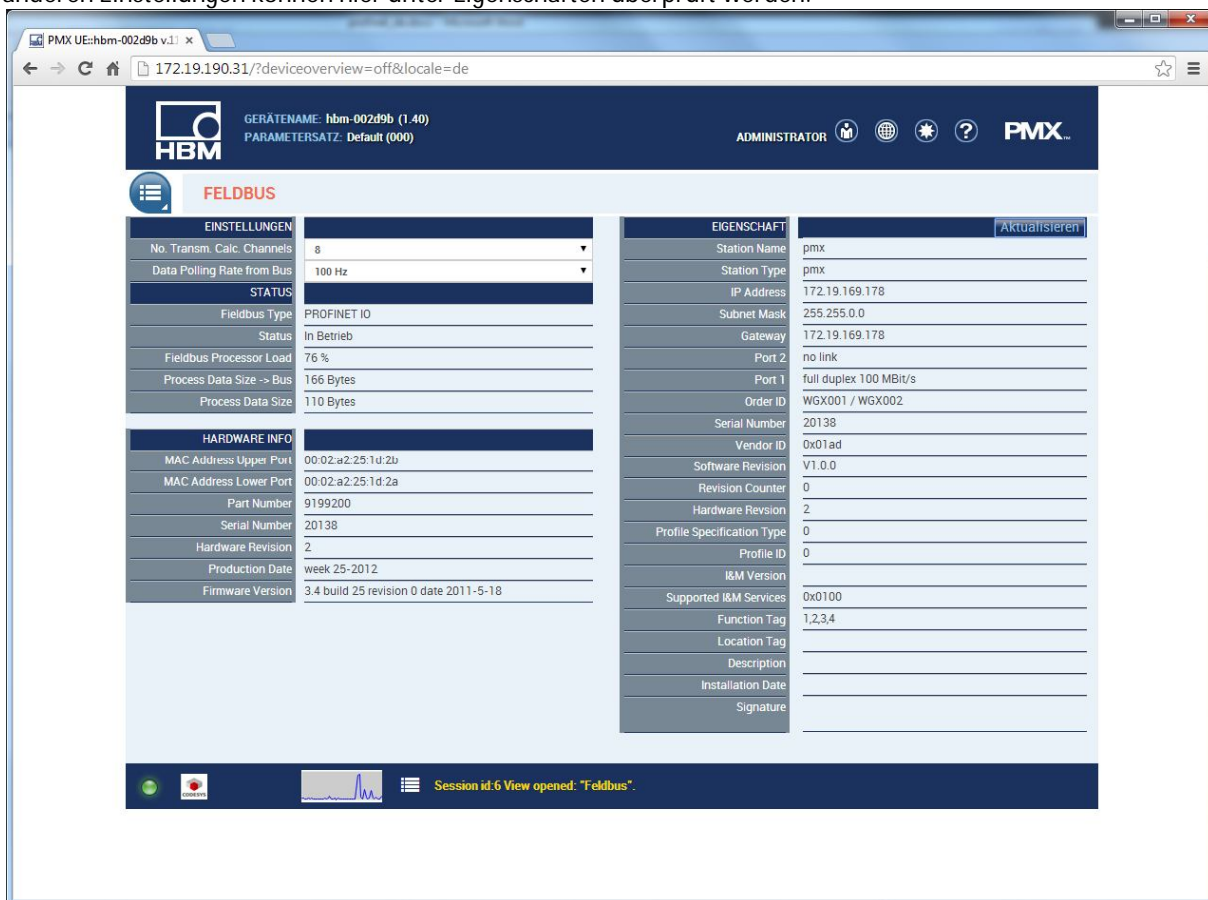 anderen Einstellungen können hier unter Eigenschaften überprüft werden.
PMX UE::hbm-002d9b v.1
172.19.190.31/?deviceoverview=off&locale=de
HBM
GERÄTENAME: hbm-002d9b (1.40)
PARAMETERSATZ: Default (000)
ADMINISTRATOR
?
PMX™
FELDBUS
EINSTELLUNGEN
No. Transm. Calc. Channels 8
Data Polling Rate from Bus 100 Hz
STATUS
Fieldbus Type PROFINET IO
Status In Betrieb
Fieldbus Processor Load 76 %
Process Data Size -> Bus 166 Bytes
Process Data Size 110 Bytes
HARDWARE INFO
MAC Address Upper Port 00:02:a2:25:1d:2b
MAC Address Lower Port 00:02:a2:25:1d:2a
Part Number 9199200
Serial Number 20138
Hardware Revision 2
Production Date week 25-2012
Firmware Version 3.4 build 25 revision 0 date 2011-5-18
EIGENSCHAFT Aktualisieren
Station Name pmx
Station Type pmx
IP Address 172.19.169.178
Subnet Mask 255.255.0.0
Gateway 172.19.169.178
Port 2 no link
Port 1 full duplex 100 MBit/s
Order ID WGX001 / WGX002
Serial Number 20138
Vendor ID 0x01ad
Software Revision V1.0.0
Revision Counter 0
Hardware Revsion 2
Profile Specification Type 0
Profile ID 0
I&M Version
Supported I&M Services 0x0100
Function Tag 1,2,3,4
Location Tag
Description
Installation Date
Signature
CODESYS
Session id:6 View opened: "Feldbus".